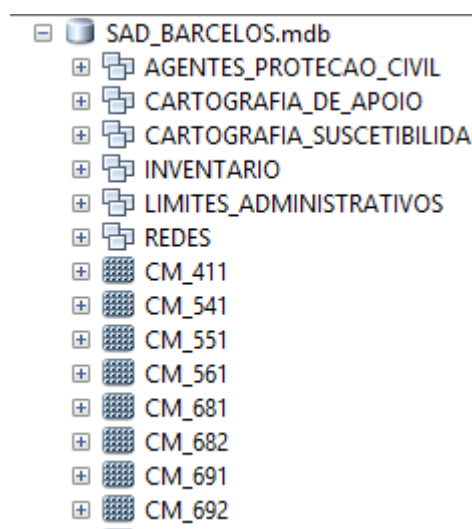 SAD_BARCELOS.mdb
AGENTES_PROTECAO_CIVIL
CARTOGRAFIA_DE_APOIO
CARTOGRAFIA_SUSCETIBILIDA
INVENTARIO
LIMITES_ADMINISTRATIVOS
REDES
CM_411
CM_541
CM_551
CM_561
CM_681
CM_682
CM_691
CM_692